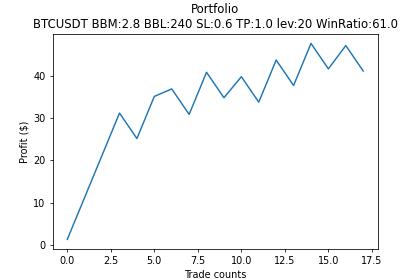 Portfolio
BTCUSDT BBM:2.8 BBL:240 SL:0.6 TP:1.0 lev:20 WinRatio:61.0
40
30
20
10
0
Profit ($)
0.0 2.5 5.0 7.5 10.0 12.5 15.0 17.5
Trade counts